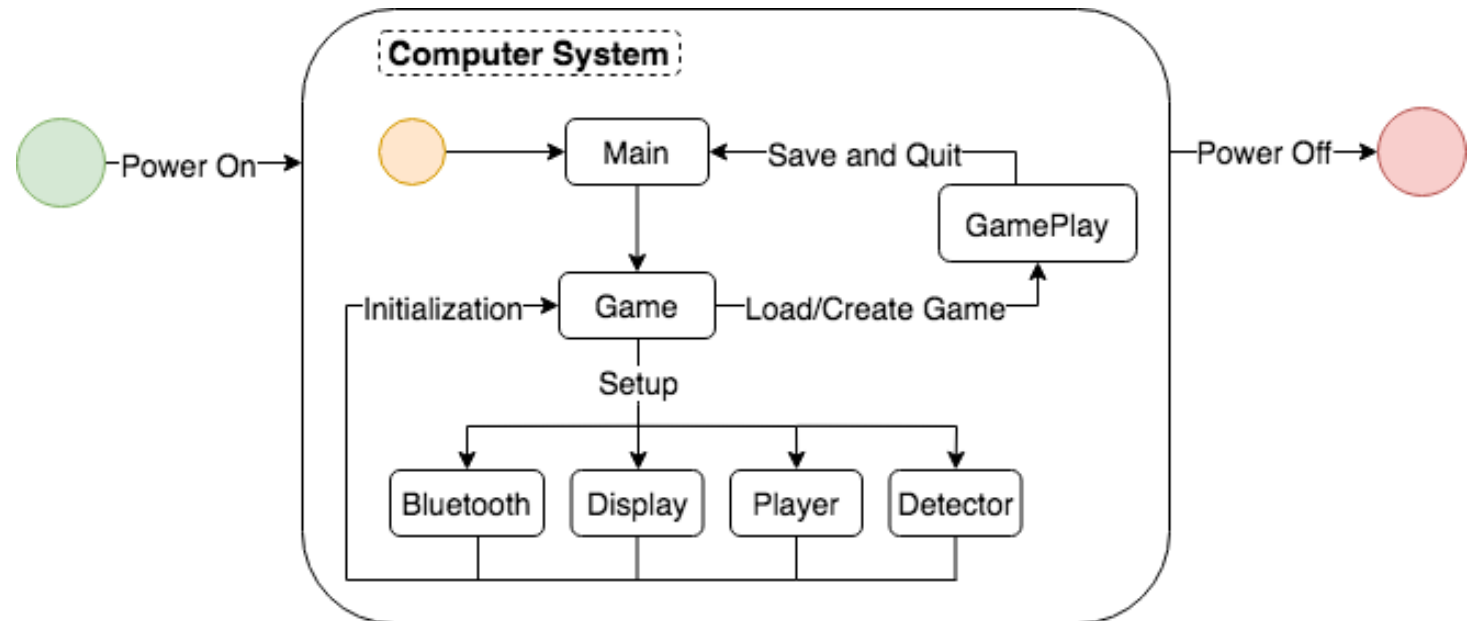 Computer System
Power On
Main
Save and Quit
Power Off
GamePlay
Initialization
Game
Load/Create Game
Setup
Bluetooth
Display
Player
Detector